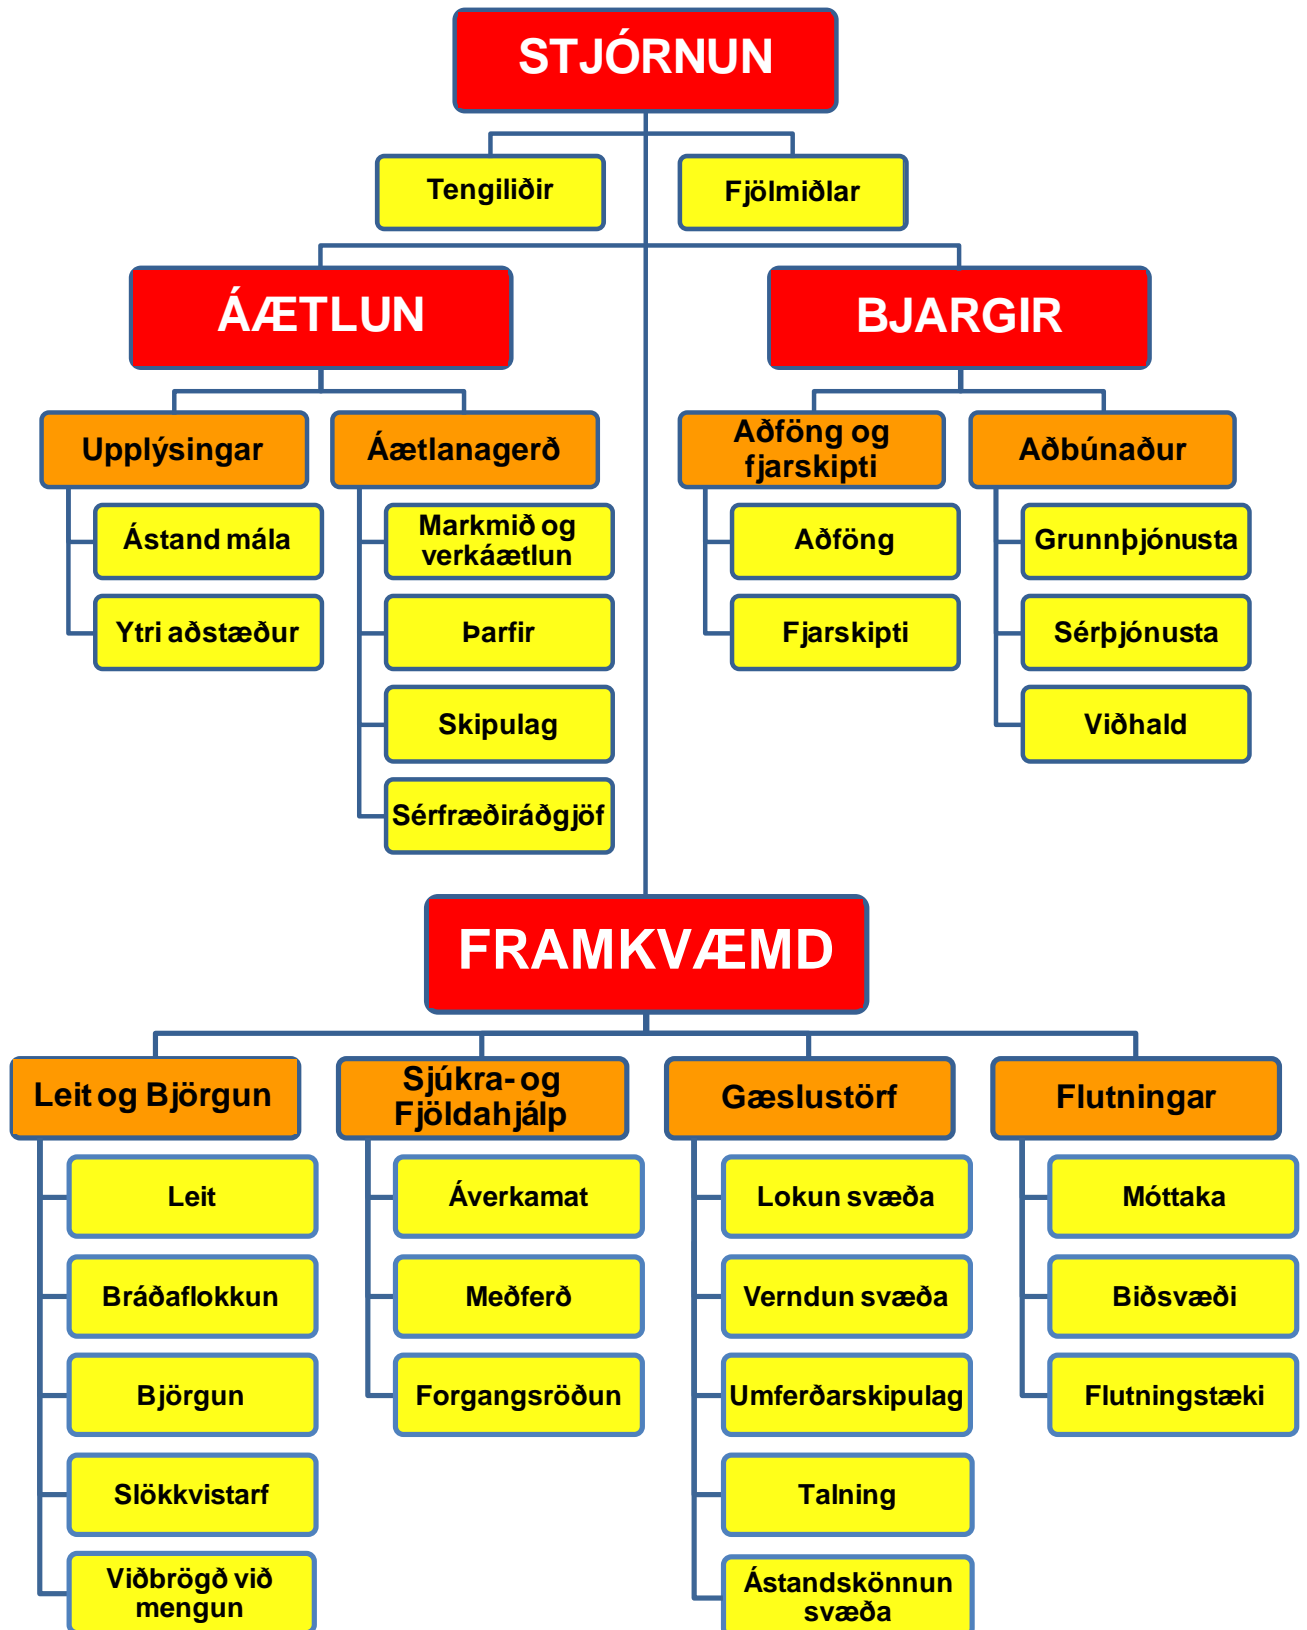 STJÓRNUN
Tengiliðir
Fjölmiðlar
ÁÆTLUN
BJARGIR
Upplýsingar
Áætlanagerð
Aðföng og
fjarskipti
Aðbúnaður
Ástand mála
Ytri aðstæður
Markmið og
verkáætlun
Þarfir
Skipulag
Sérfræðiráðgjöf
Aðföng
Fjarskipti
Grunnþjónusta
Sérþjónusta
Viðhald
FRAMKVÆMD
Leit og Björgun
Sjúkra- og
Fjöldahjálp
Gæslustörf
Flutningar
Leit
Bráðaflokkun
Björgun
Slökkvistarf
Viðbrögð við
mengun
Áverkamat
Meðferð
Forgangsröðun
Lokun svæða
Verndun svæða
Umferðarskipulag
Talning
Ástandskönnun
svæða
Móttaka
Biðsvæði
Flutningstæki